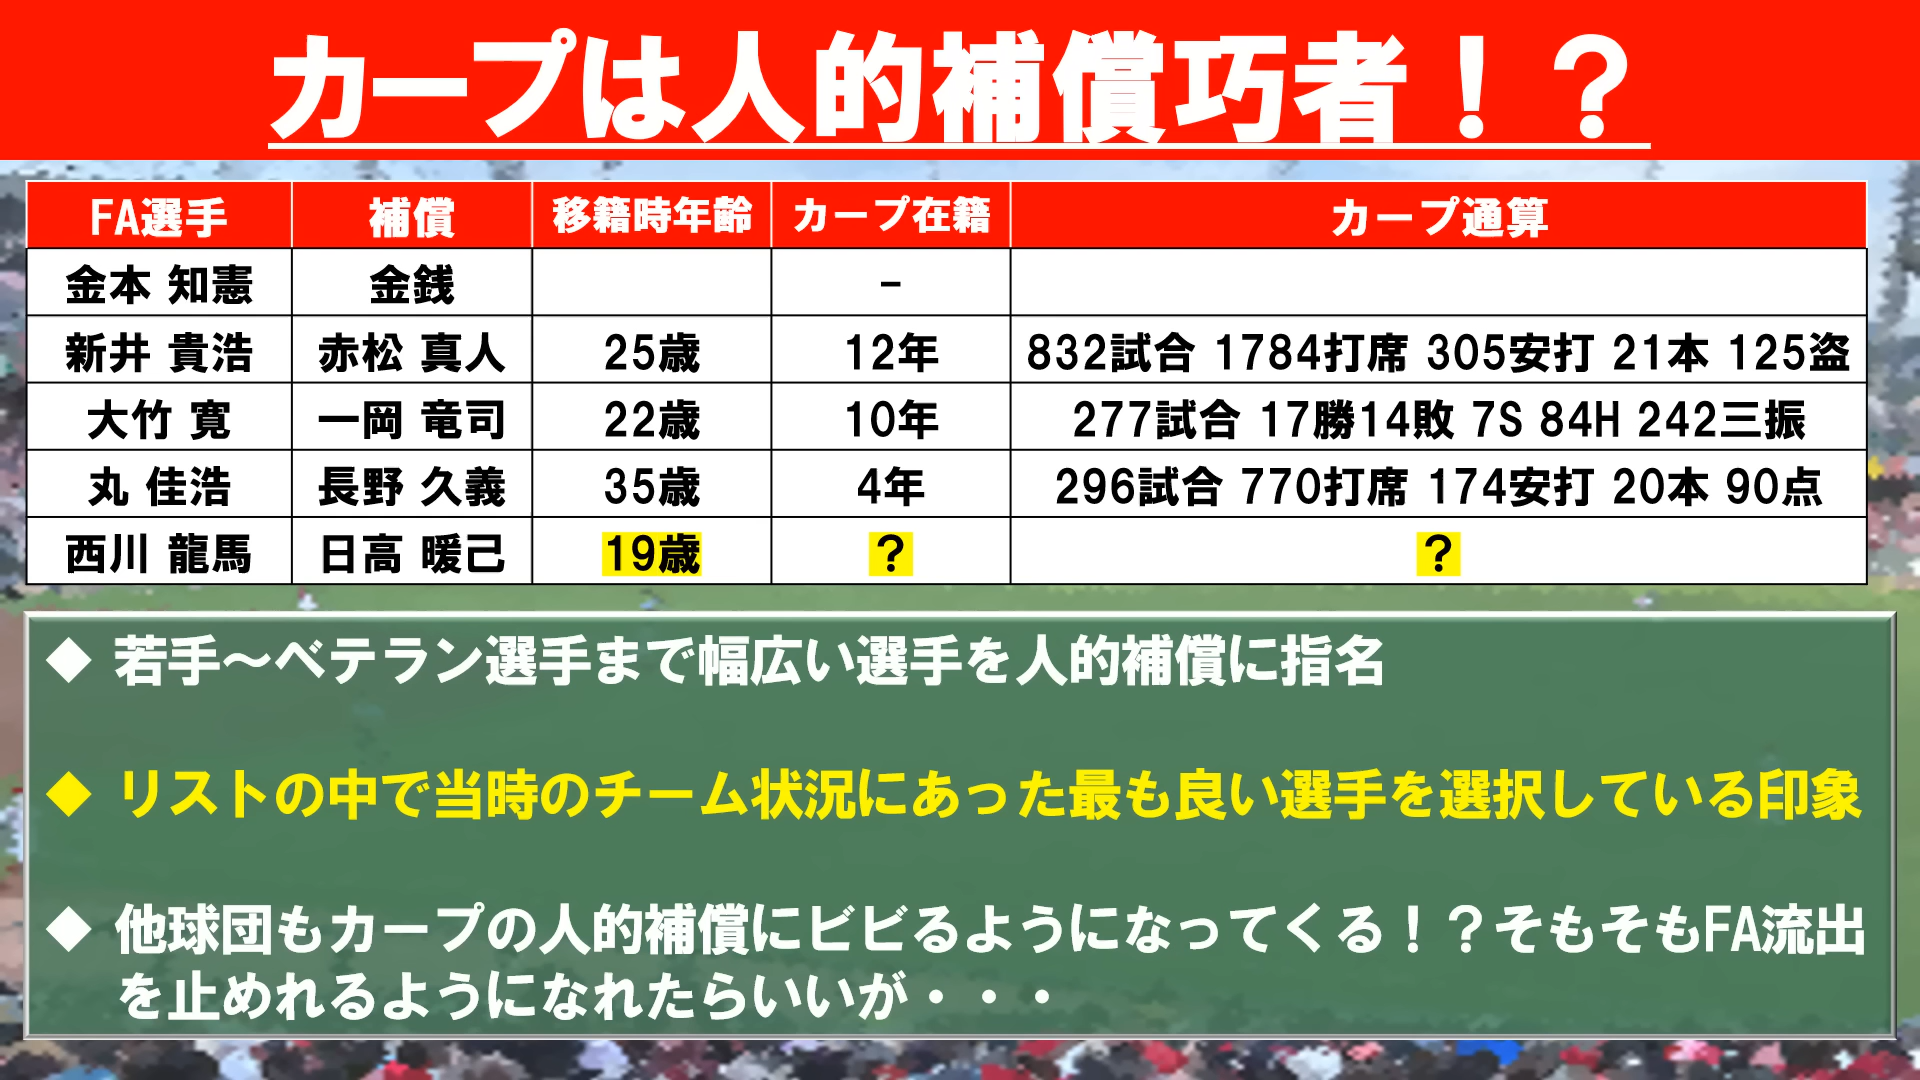 カープは人的補償巧者！？
FA選手 補償 移籍時年齢 カープ在籍 カープ通算
金本 知憲 金銭 -
新井 貴浩 赤松 真人 25歳 12年 832試合 1784打席 305安打 21本 125盗
大竹 寛 一岡 竜司 22歳 10年 277試合 17勝14敗 7S 84H 242三振
丸 佳浩 長野 久義 35歳 4年 296試合 770打席 174安打 20本 90点
西川 龍馬 日高 暖己 19歳 ？ ？
◆ 若手～ベテラン選手まで幅広い選手を人的補償に指名
◆ リストの中で当時のチーム状況にあった最も良い選手を選択している印象
◆ 他球団もカープの人的補償にビビるようになってくる！？そもそもFA流出
を止めれるようになれたらいいが・・・